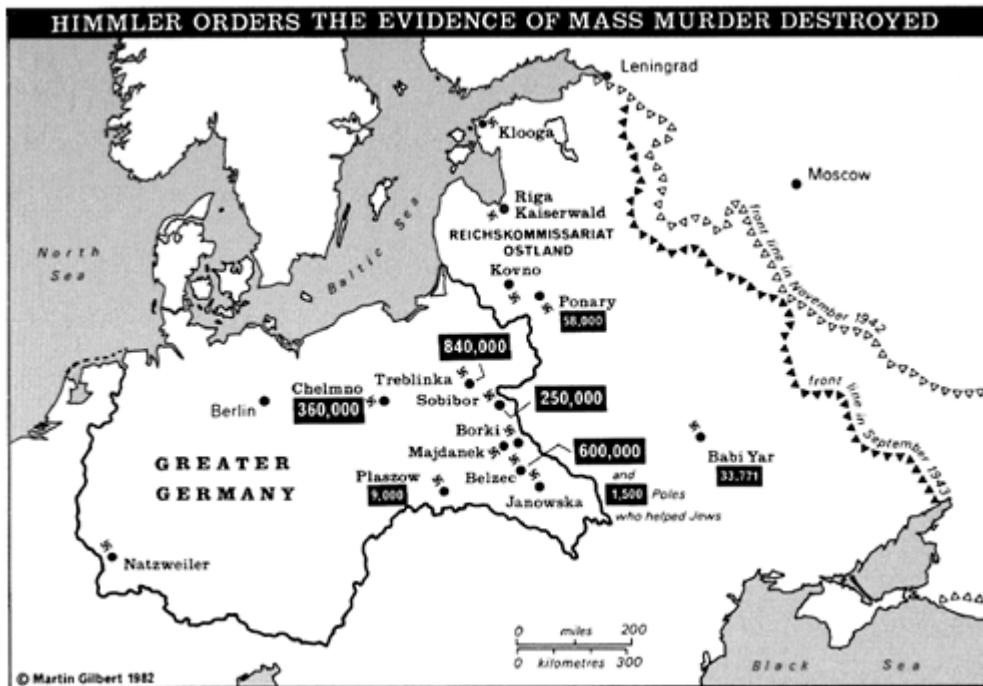 HIMMLER ORDERS THE EVIDENCE OF MASS MURDER DESTROYED
Leningrad
Klooga
Moscow
Riga
Kaiserwald
REICHSKOMMISSARIAT
OSTLAND
North
Sea
Baltic Sea
Kovno
Ponary
58,000
front line in November 1942
840,000
Treblinka
Chelmno
360,000
Berlin
Sobibor
250,000
front line in September 1943
Borki
Majdanek
600,000
Belzec
and
1,500 Poles
who helped Jews
Janowska
Babi Yar
33.771
GREATER
GERMANY
Plaszow
9,000
Natzweiler
0 miles 200
0 kilometres 300
Black Sea
© Martin Gilbert 1982